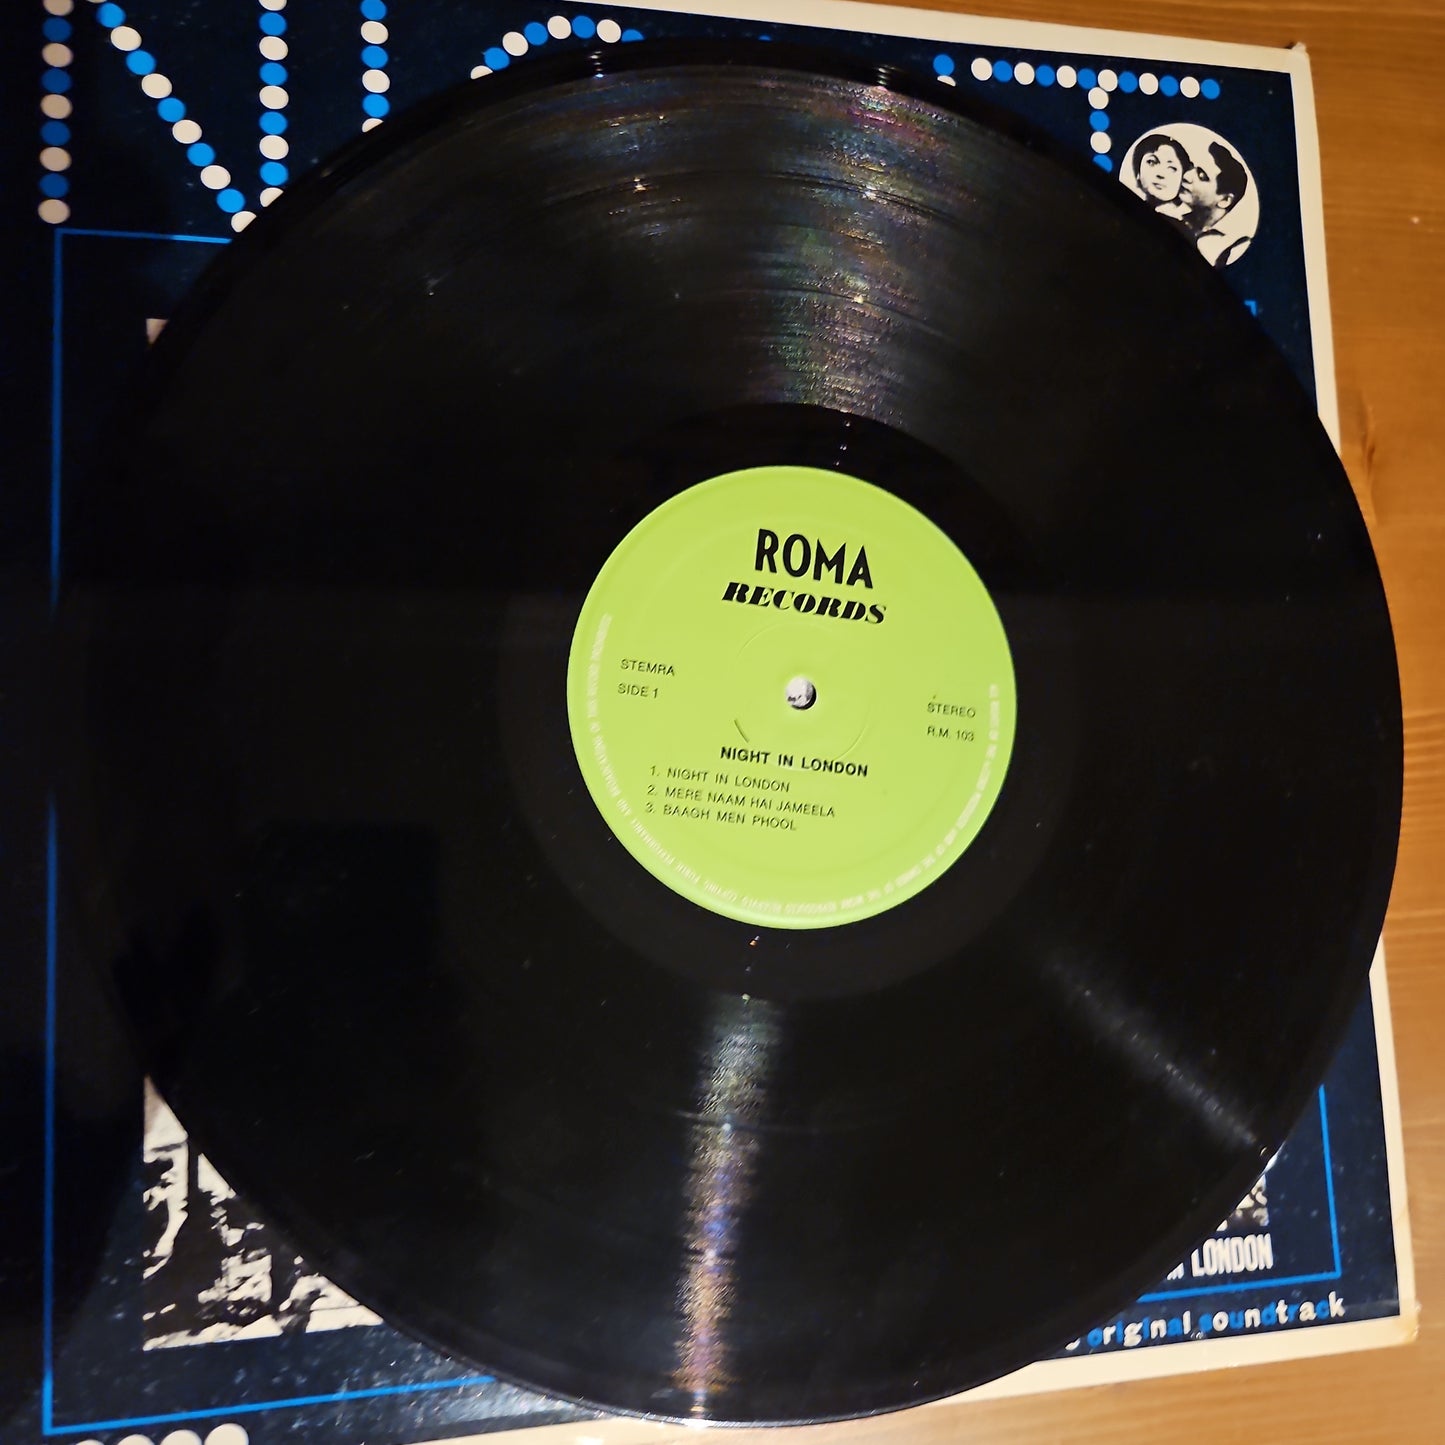 NIGHT
ROMA
RECORDS
STEMRA
SIDE 1
STEREO
R.M. 103
NIGHT IN LONDON
1. NIGHT IN LONDON
2. MERE NAAM HAI JAMEELA
3. BAAGH MEN PHOOL
LONDON
original soundtrack